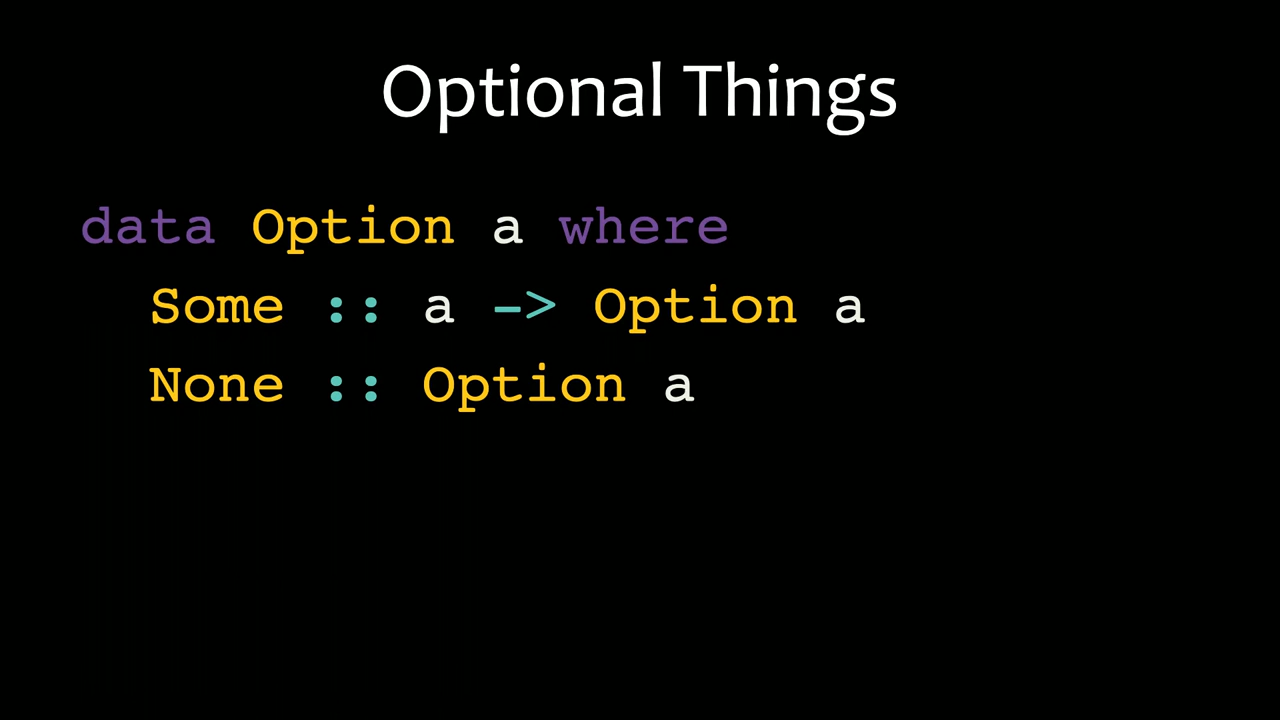 Optional Things
data Option a where
Some :: a -> Option a
None :: Option a